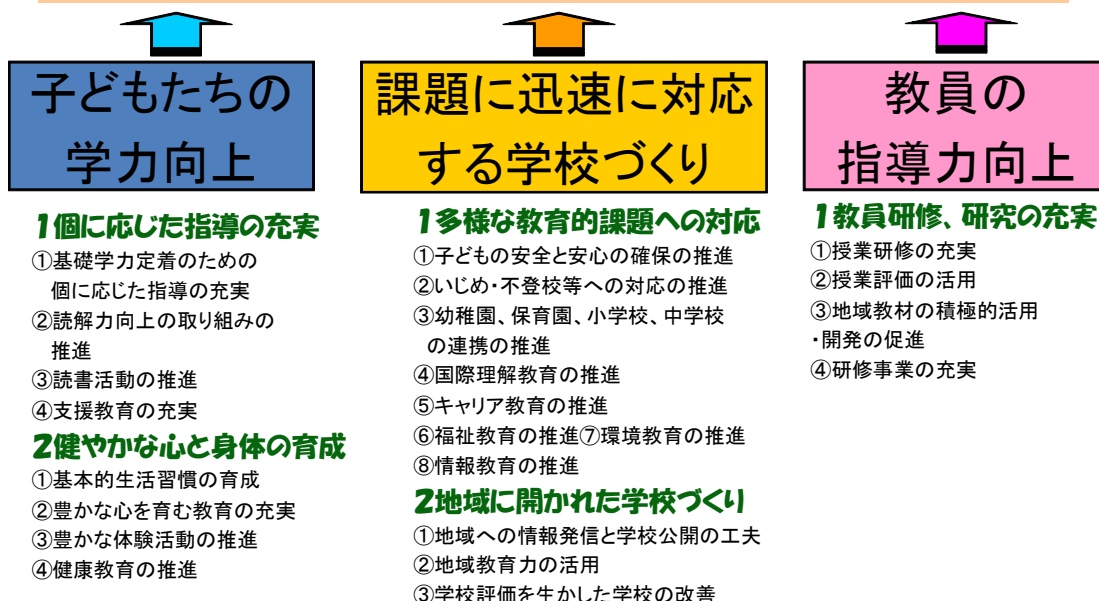 子どもたちの
学力向上
1個に応じた指導の充実
①基礎学力定着のための
個に応じた指導の充実
②読解力向上の取り組みの
推進
③読書活動の推進
④支援教育の充実
2健やかな心と身体の育成
①基本的生活習慣の育成
②豊かな心を育む教育の充実
③豊かな体験活動の推進
④健康教育の推進
課題に迅速に対応
する学校づくり
1多様な教育的課題への対応
①子どもの安全と安心の確保の推進
②いじめ・不登校等への対応の推進
③幼稚園、保育園、小学校、中学校
の連携の推進
④国際理解教育の推進
⑤キャリア教育の推進
⑥福祉教育の推進⑦環境教育の推進
⑧情報教育の推進
2地域に開かれた学校づくり
①地域への情報発信と学校公開の工夫
②地域教育力の活用
③学校評価を生かした学校の改善
教員の
指導力向上
1教員研修、研究の充実
①授業研修の充実
②授業評価の活用
③地域教材の積極的活用
・開発の促進
④研修事業の充実